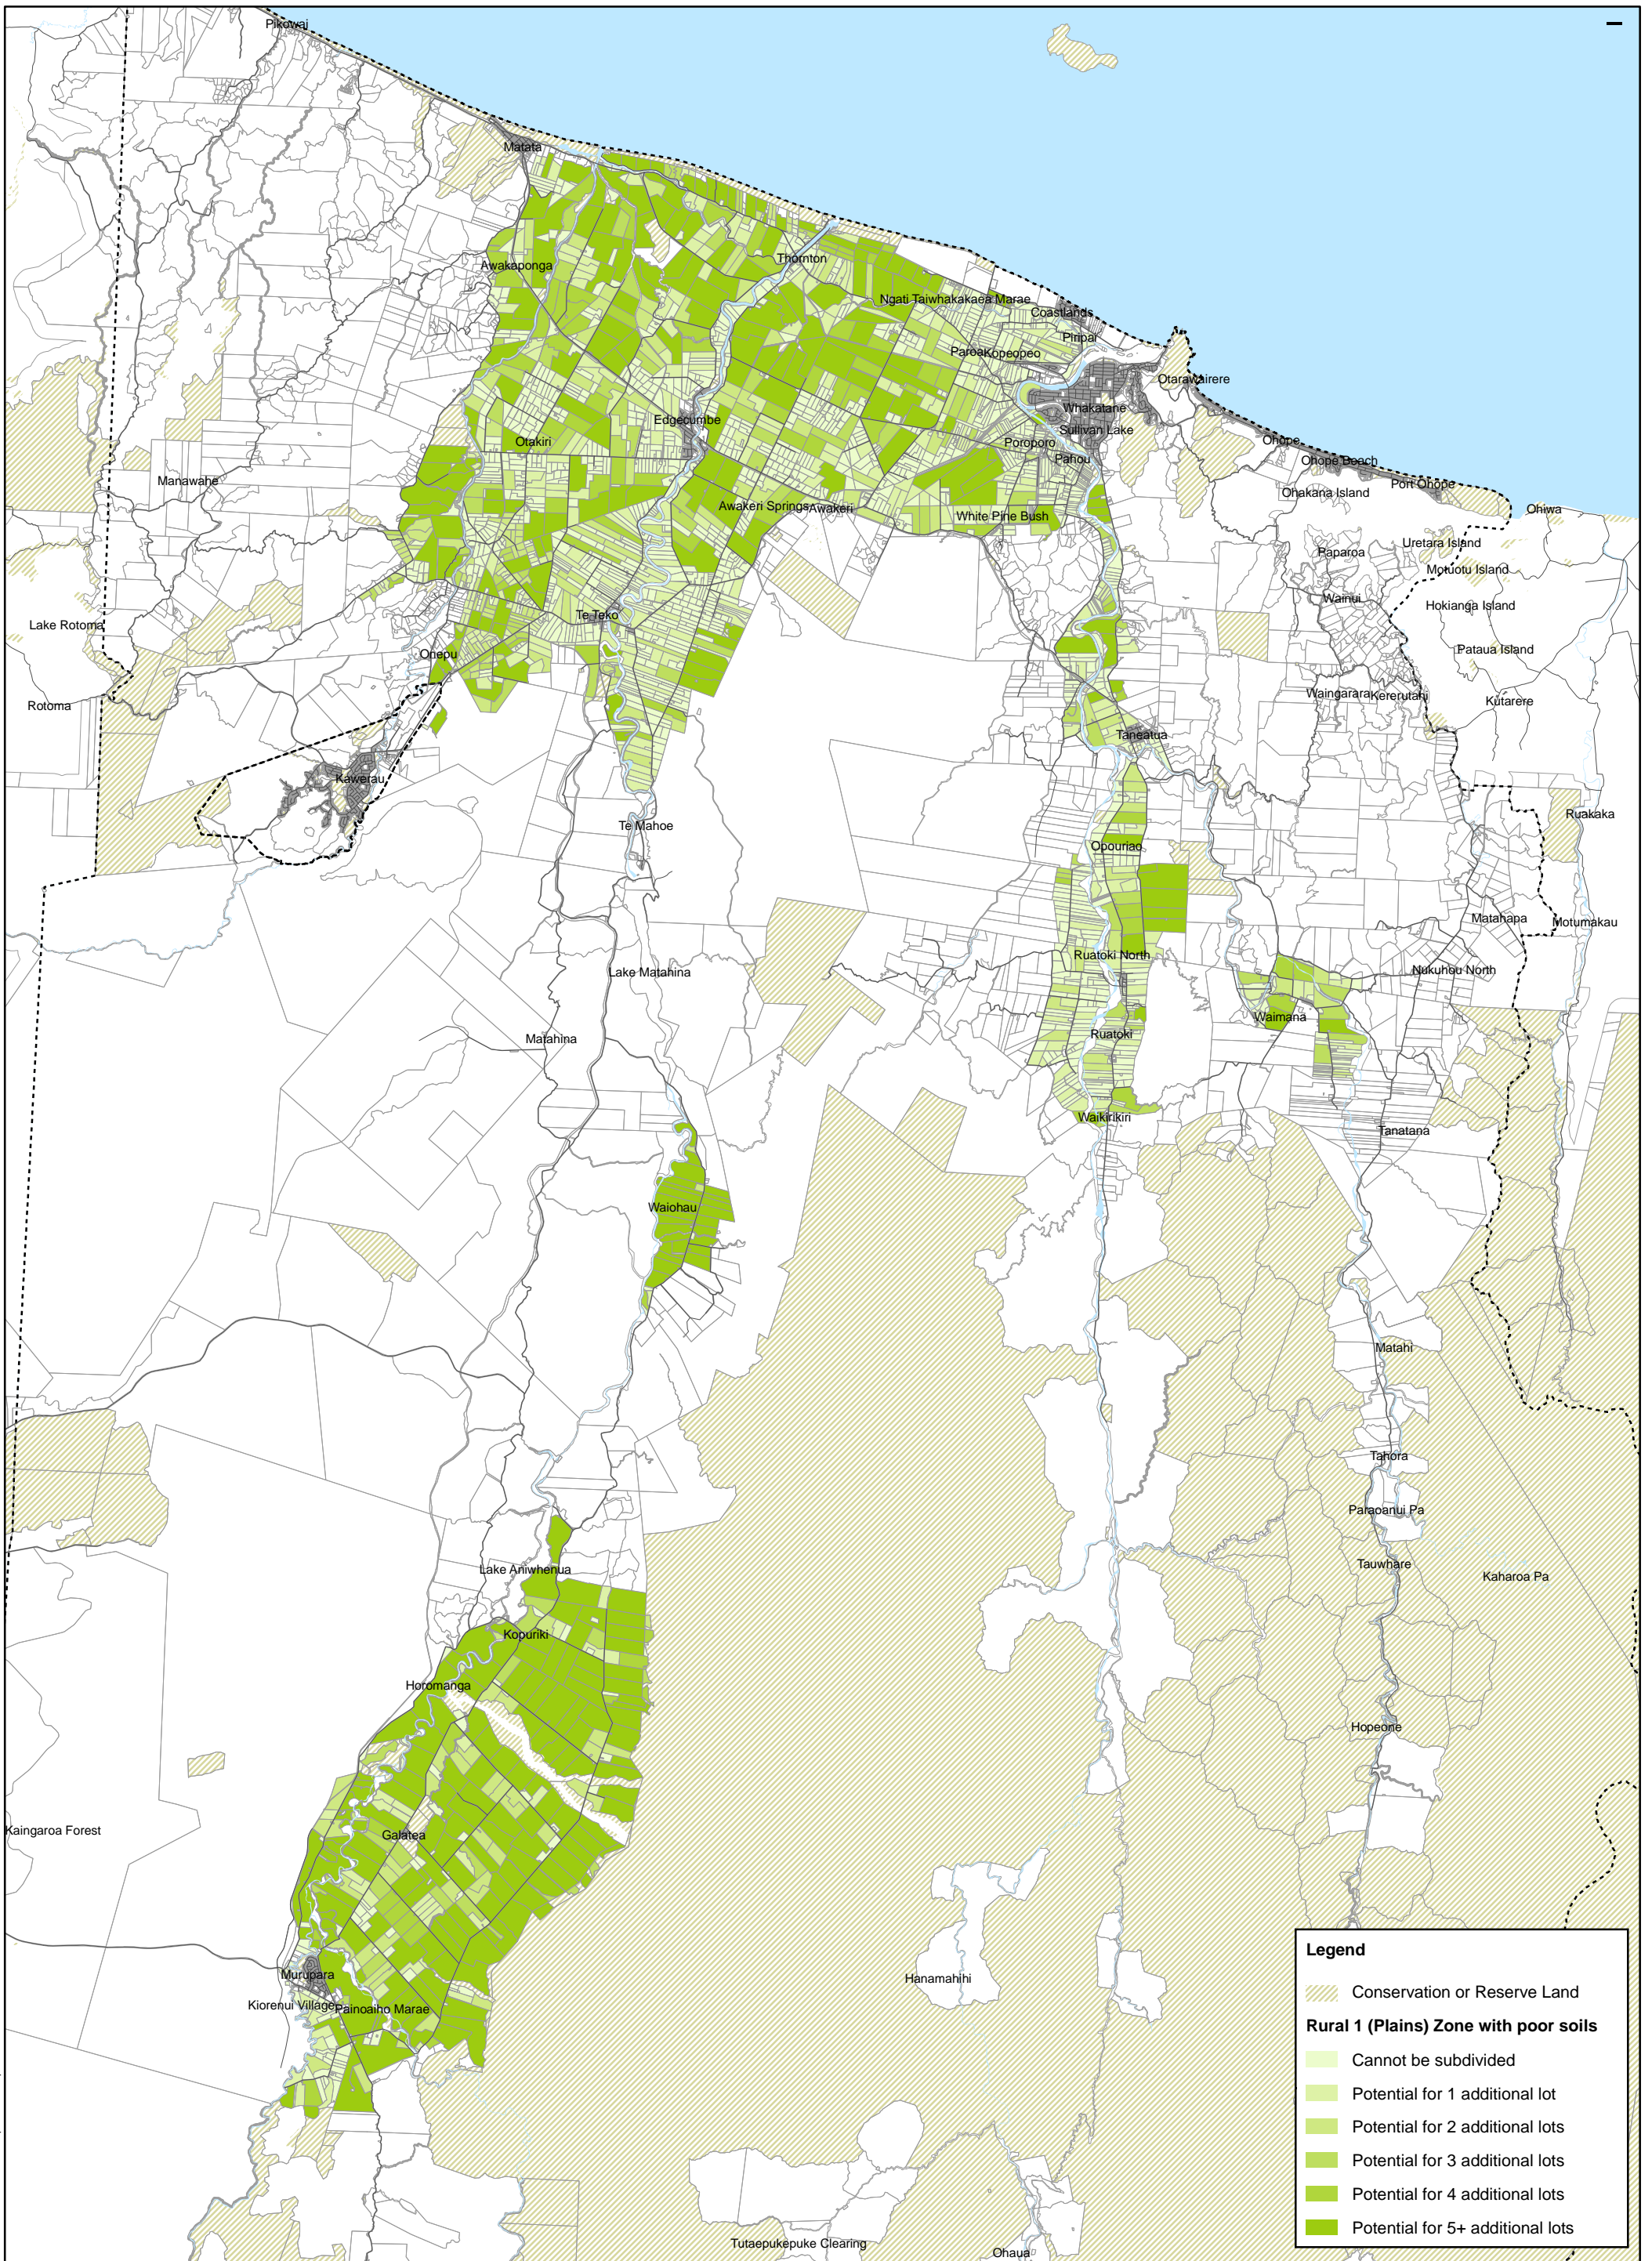 Pikowai
Matata
Awakaponga
Thornton
Ngati Taiwhakakaea Marae
Coastlands
Piripai
Paroa
Kopeopeo
Otarawairere
Whakatane
Edgecumbe
Sullivan Lake
Otakiri
Poroporo
Ohope
Pahou
Ohope Beach
Manawahe
Port Ohope
Ohakana Island
Awakeri Springs
Awakeri
White Pine Bush
Ohiwa
Uretara Island
Paparoa
Motuotu Island
Wainui
Hokianga Island
Te Teko
Lake Rotoma
Onepu
Pataua Island
Waingarara
Kererutahi
Kutarere
Rotoma
Taneatua
Kawerau
Ruakaka
Te Mahoe
Opouriao
Matahapa
Motumakau
Ruatoki North
Lake Matahina
Nukuhou North
Waimana
Matahina
Ruatoki
Waikirikiri
Tanatana
Waiohau
Matahi
Tahora
Paraoanui Pa
Lake Aniwhenua
Tauwhare
Kaharoa Pa
Kopuriki
Horomanga
Hopeone
Kaingaroa Forest
Galatea
Murupara
Hanamahihi
Kiorenui Village
Painoaiho Marae
Legend
Conservation or Reserve Land
Rural 1 (Plains) Zone with poor soils
Cannot be subdivided
Potential for 1 additional lot
Potential for 2 additional lots
Potential for 3 additional lots
Potential for 4 additional lots
Potential for 5+ additional lots
Tutaepukepuke Clearing
Ohaua